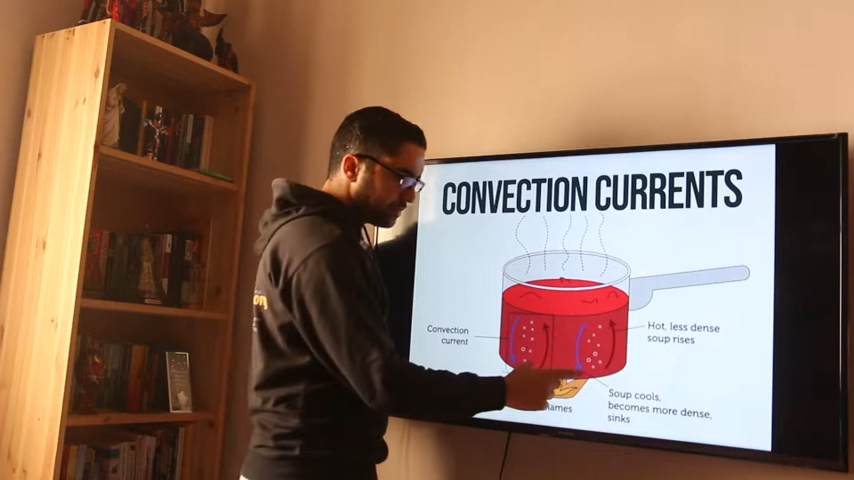 CONVECTION CURRENTS
Convection
current
Hot, less dense
soup rises
Soup cools,
becomes more dense,
sinks